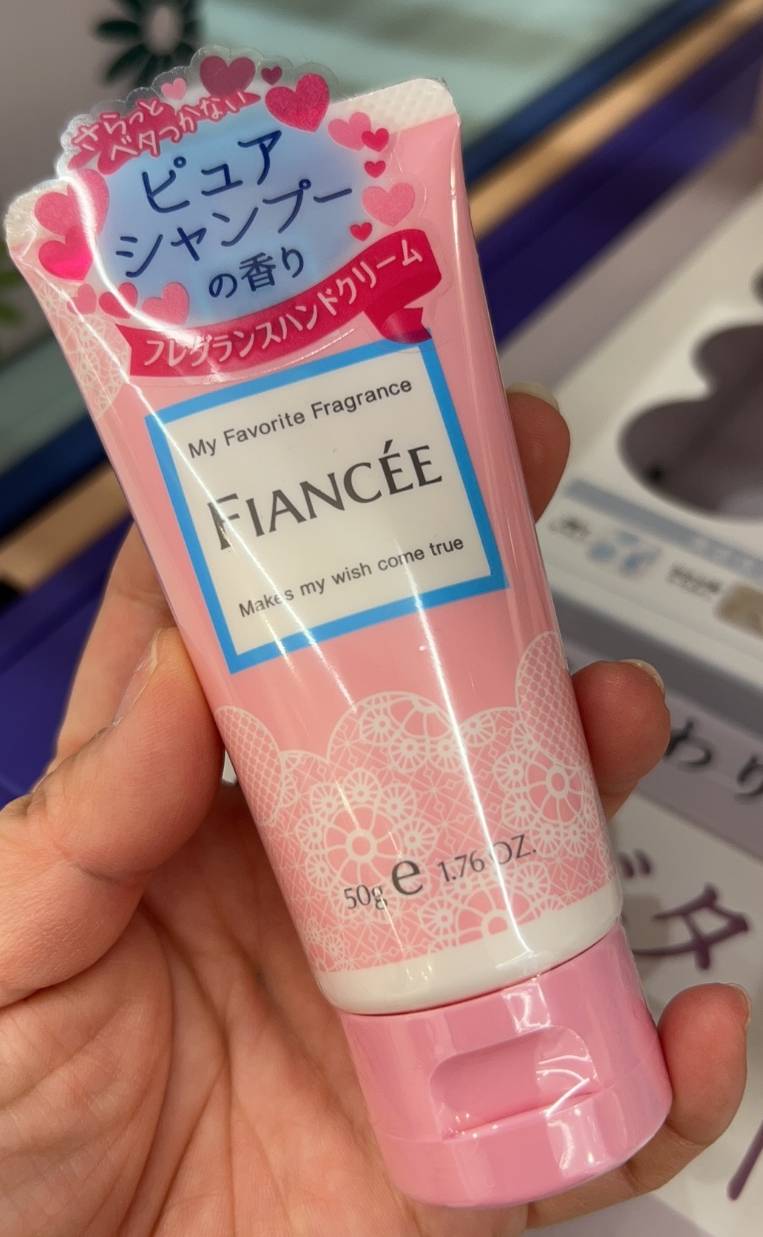 さらっと
ベタつかない
ピュア
シャンプー
の香り
フレグランスハンドクリーム
My Favorite Fragrance
FIANCÉE
Makes my wish come true
50g e 1.76 OZ.
わり